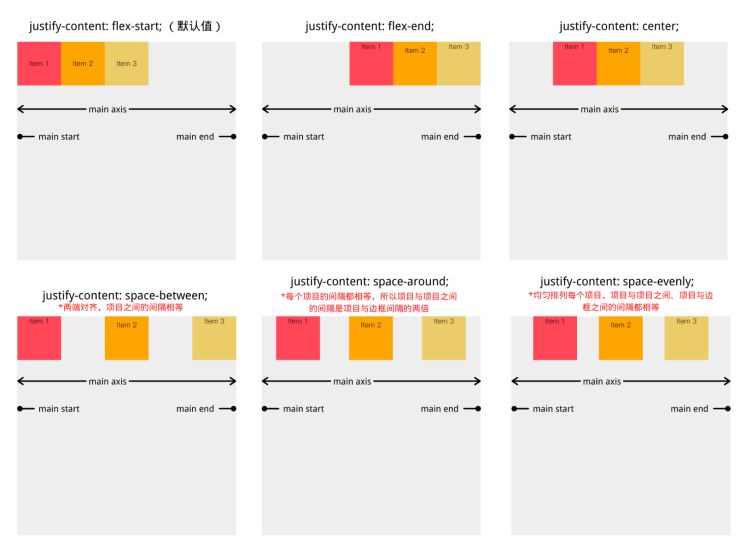 justify-content: flex-start; （默认值）
Item 1 Item 2 Item 3
main axis
main start main end
justify-content: flex-end;
Item 1 Item 2 Item 3
main axis
main start main end
justify-content: center;
Item 1 Item 2 Item 3
main axis
main start main end
justify-content: space-between;
*两端对齐，项目之间的间隔相等
Item 1 Item 2 Item 3
main axis
main start main end
justify-content: space-around;
*每个项目的间隔都相等，所以项目与项目之间
的间隔是项目与边框间隔的两倍
Item 1 Item 2 Item 3
main axis
main start main end
justify-content: space-evenly;
*均匀排列每个项目，项目与项目之间、项目与边
框之间的间隔都相等
Item 1 Item 2 Item 3
main axis
main start main end